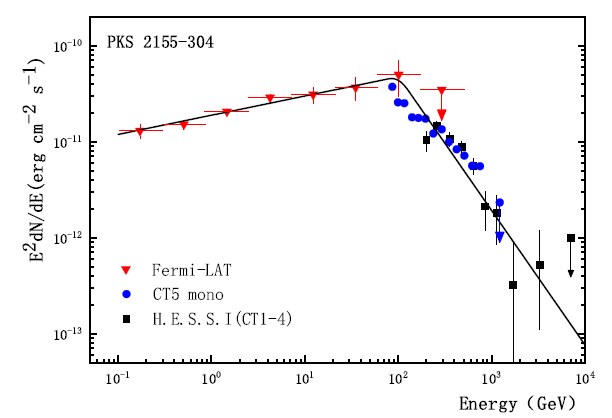 PKS 2155-304
E²dN/dE(erg cm⁻² s⁻¹)
10⁻¹⁰
10⁻¹¹
10⁻¹²
10⁻¹³
Fermi-LAT
CT5 mono
H.E.S.S.I(CT1-4)
10⁻¹ 10⁰ 10¹ 10² 10³ 10⁴
Energy (GeV)